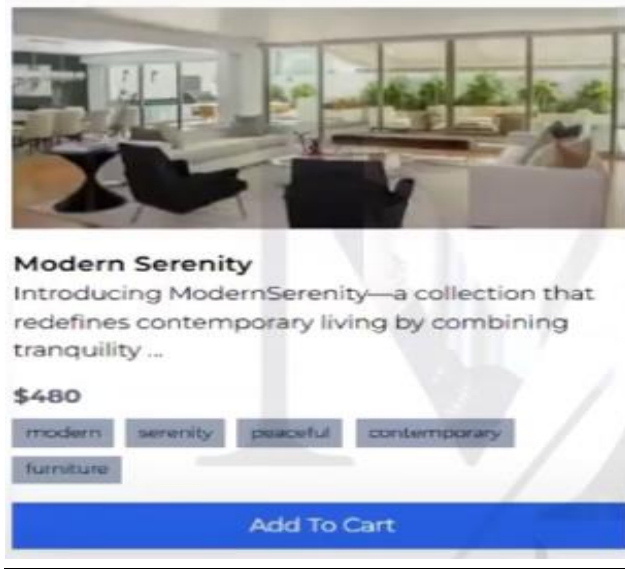 Modern Serenity
Introducing ModernSerenity—a collection that
redefines contemporary living by combining
tranquility ...
$480
modern serenity peaceful contemporary
furniture
Add To Cart